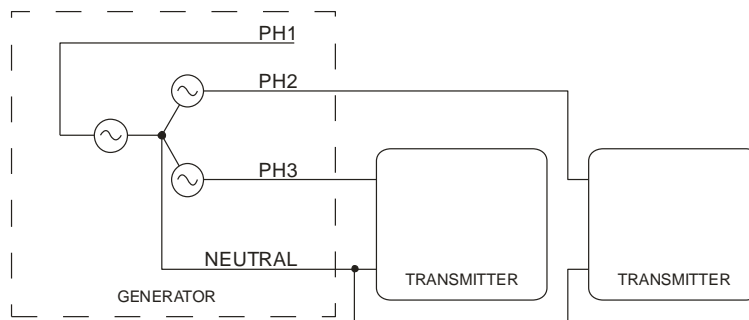 PH1
PH2
PH3
NEUTRAL
GENERATOR
TRANSMITTER
TRANSMITTER